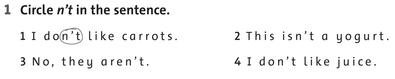 1 Circle n't in the sentence.
1 I don't like carrots. 2 This isn't a yogurt.
3 No, they aren't. 4 I don't like juice.